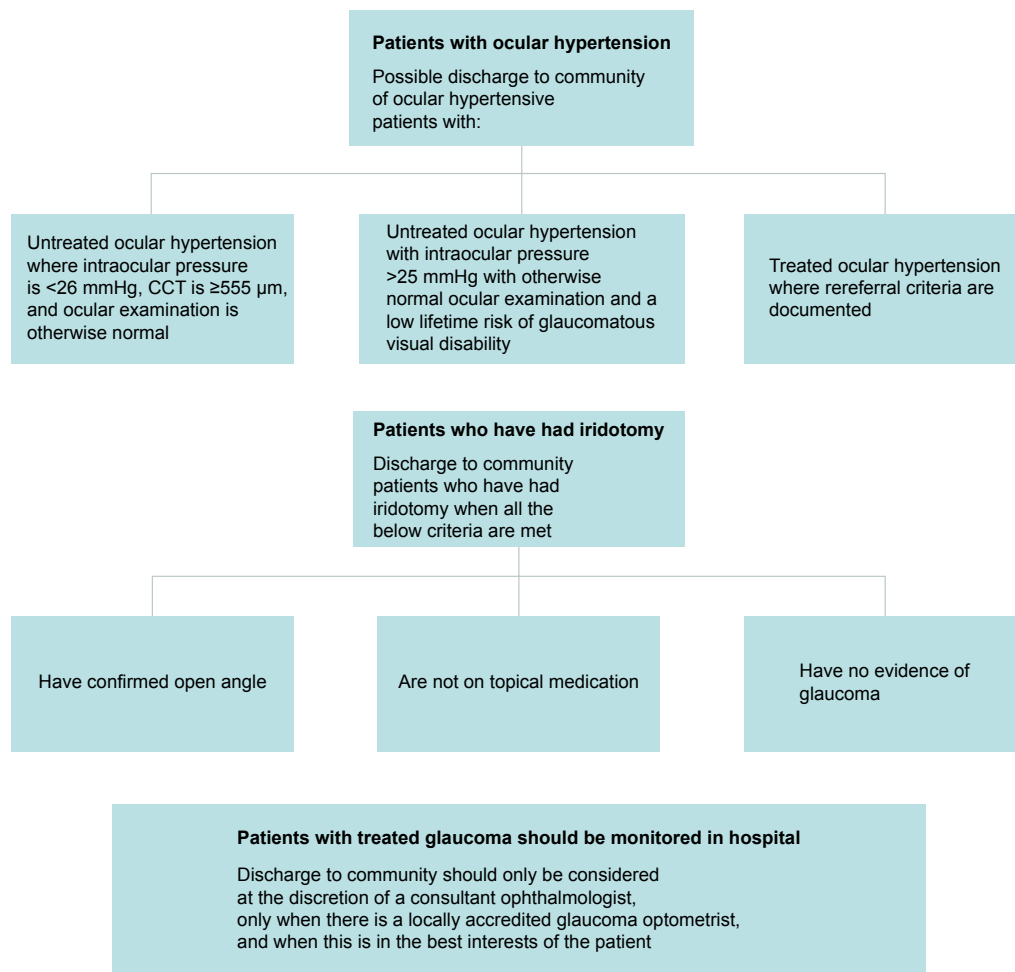 Patients with ocular hypertension
Possible discharge to community
of ocular hypertensive
patients with:
Untreated ocular hypertension
where intraocular pressure
is <26 mmHg, CCT is ≥555 µm,
and ocular examination is
otherwise normal
Untreated ocular hypertension
with intraocular pressure
>25 mmHg with otherwise
normal ocular examination and a
low lifetime risk of glaucomatous
visual disability
Treated ocular hypertension
where rereferral criteria are
documented
Patients who have had iridotomy
Discharge to community
patients who have had
iridotomy when all the
below criteria are met
Have confirmed open angle
Are not on topical medication
Have no evidence of
glaucoma
Patients with treated glaucoma should be monitored in hospital
Discharge to community should only be considered
at the discretion of a consultant ophthalmologist,
only when there is a locally accredited glaucoma optometrist,
and when this is in the best interests of the patient